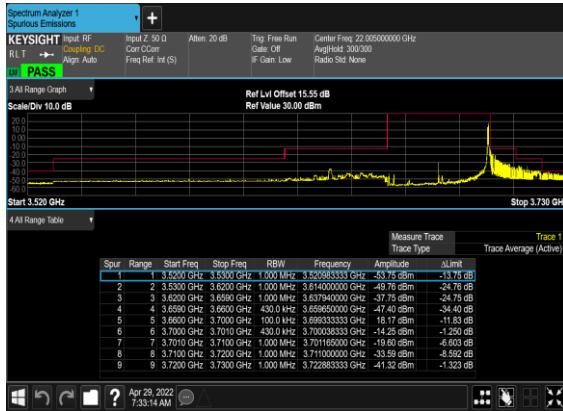 Spectrum Analyzer 1
Spurious Emissions
+
KEYSIGHT Input: RF Input Z: 50 Ω Atten: 20 dB Trig: Free Run Center Freq: 22.005000000 GHz
RLT Coupling: DC Corr CCorr Gate: Off Avg|Hold: 300/300
Align: Auto Freq Ref: Int (S) IF Gain: Low Radio Std: None
PASS
3 All Range Graph Ref Lvl Offset 15.55 dB
Scale/Div 10.0 dB Ref Value 30.00 dBm
20.0
10.0
0.00
-10.0
-20.0
-30.0
-40.0
-50.0
-60.0
Start 3.520 GHz Stop 3.730 GH
4 All Range Table
Measure Trace Trace 1
Trace Type Trace Average (Active)
Spur Range Start Freq Stop Freq RBW Frequency Amplitude ΔLimit
1 1 3.5200 GHz 3.5300 GHz 1.000 MHz 3.520983333 GHz -53.75 dBm -13.75 dB
2 2 3.5300 GHz 3.6200 GHz 1.000 MHz 3.614000000 GHz -49.76 dBm -24.76 dB
3 3 3.6200 GHz 3.6590 GHz 1.000 MHz 3.637940000 GHz -37.75 dBm -24.75 dB
4 4 3.6590 GHz 3.6600 GHz 430.0 kHz 3.659650000 GHz -47.40 dBm -34.40 dB
5 5 3.6600 GHz 3.7000 GHz 100.0 kHz 3.699333333 GHz 18.17 dBm -11.83 dB
6 6 3.7000 GHz 3.7010 GHz 430.0 kHz 3.700038333 GHz -14.25 dBm -1.250 dB
7 7 3.7010 GHz 3.7100 GHz 1.000 MHz 3.701165000 GHz -19.60 dBm -6.603 dB
8 8 3.7100 GHz 3.7200 GHz 1.000 MHz 3.711000000 GHz -33.59 dBm -8.592 dB
9 9 3.7200 GHz 3.7300 GHz 1.000 MHz 3.722883333 GHz -41.32 dBm -1.323 dB
? Apr 29, 2022
7:33:14 AM